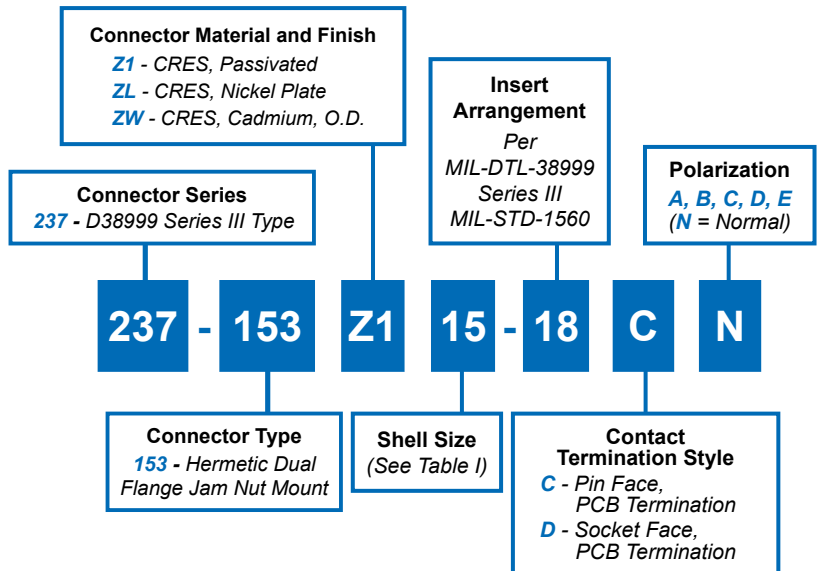 Connector Material and Finish
Z1 - CRES, Passivated
ZL - CRES, Nickel Plate
ZW - CRES, Cadmium, O.D.
Insert
Arrangement
Per
MIL-DTL-38999
Series III
MIL-STD-1560
Polarization
A, B, C, D, E
(N = Normal)
Connector Series
237 - D38999 Series III Type
237 - 153 Z1 15 - 18 C N
Connector Type
153 - Hermetic Dual
Flange Jam Nut Mount
Shell Size
(See Table I)
Contact
Termination Style
C - Pin Face,
PCB Termination
D - Socket Face,
PCB Termination